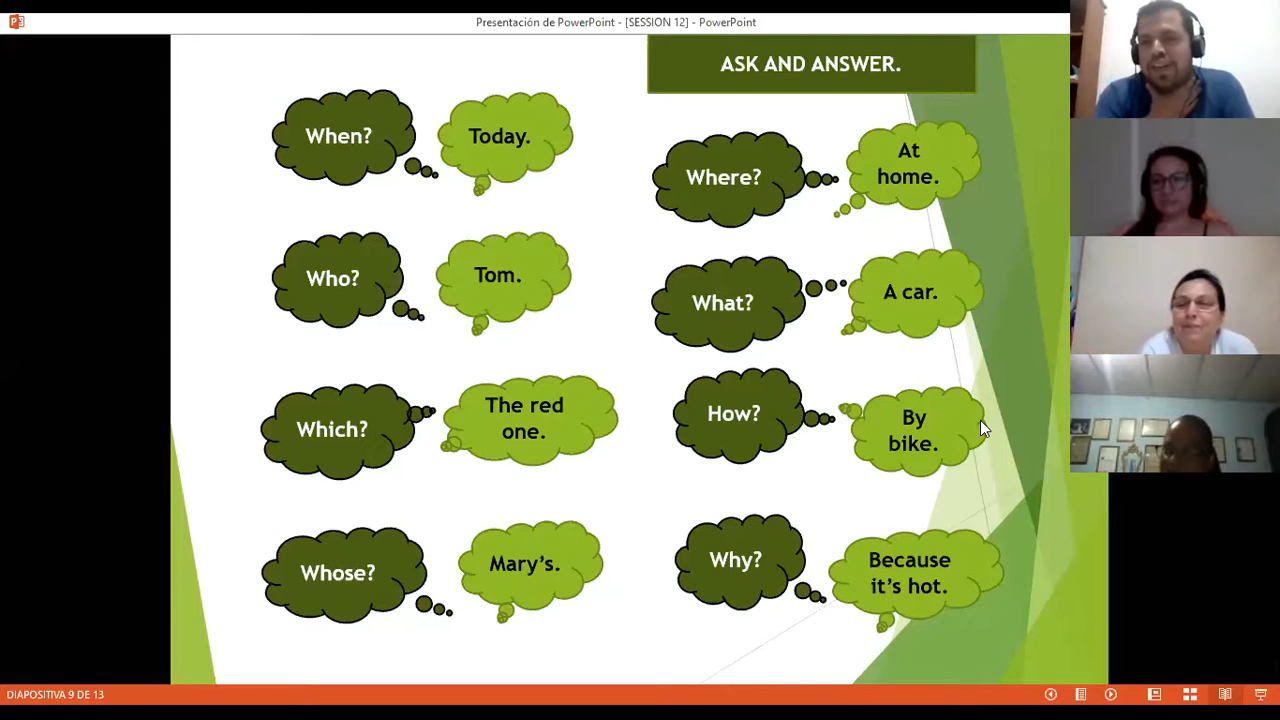 Presentación de PowerPoint - [SESSION 12] - PowerPoint
ASK AND ANSWER.
When?
Today.
Who?
Tom.
Which?
The red
one.
Whose?
Mary's.
Where?
At
home.
What?
A car.
How?
By
bike.
Why?
Because
it's hot.
DIAPOSITIVA 9 DE 13